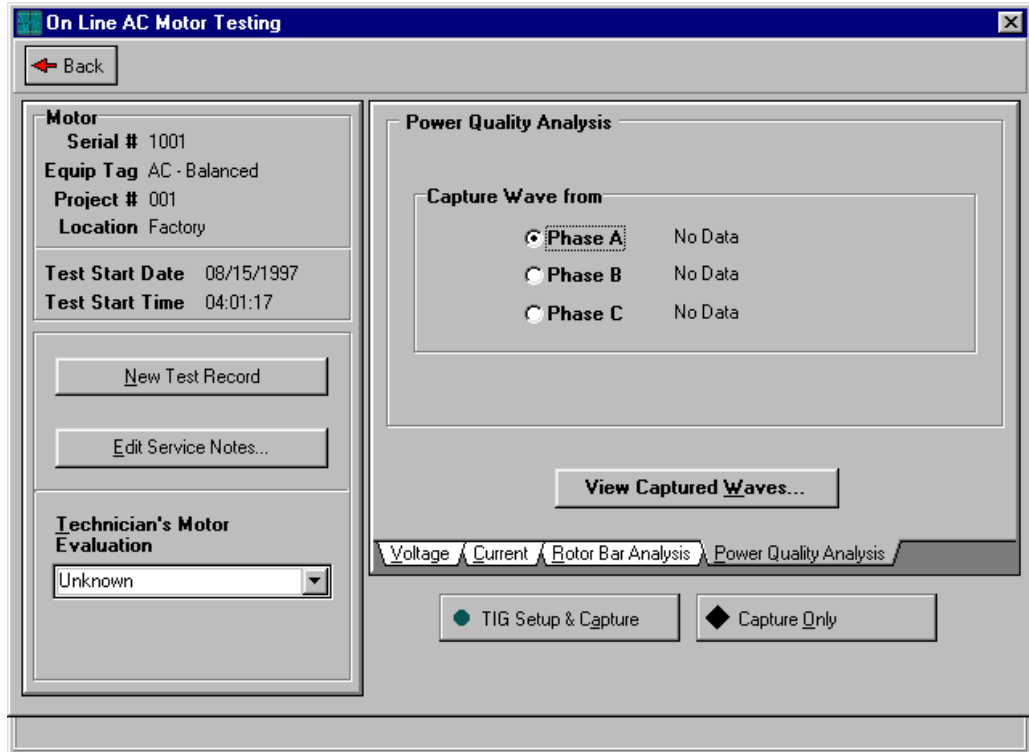 On Line AC Motor Testing
Back
Motor
Serial # 1001
Equip Tag AC - Balanced
Project # 001
Location Factory
Test Start Date 08/15/1997
Test Start Time 04:01:17
New Test Record
Edit Service Notes...
Technician's Motor
Evaluation
Unknown
Power Quality Analysis
Capture Wave from
Phase A No Data
Phase B No Data
Phase C No Data
View Captured Waves...
Voltage Current Rotor Bar Analysis Power Quality Analysis
TIG Setup & Capture Capture Only